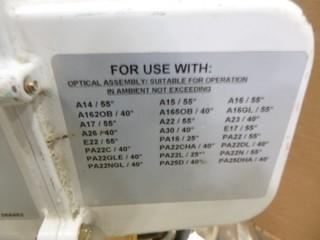 FOR USE WITH:
OPTICAL ASSEMBLY/ SUITABLE FOR OPERATION
IN AMBIENT NOT EXCEEDING
A14 / 55° A15 / 55° A16 / 55°
A162OB / 40° A165OB / 40° A16GL / 55°
A17 / 55° A22 / 55° A23 / 40°
A26 / 40° A30 / 40° E17 / 55°
E22 / 55° PA16 / 25° PA22 / 55°
PA22C / 40° PA22CHA / 40° PA22DL / 40°
PA22GLE / 40° PA22L / 25° PA22N / 55°
PA22NGL / 40° PA25D / 40° PA25DHA / 40°